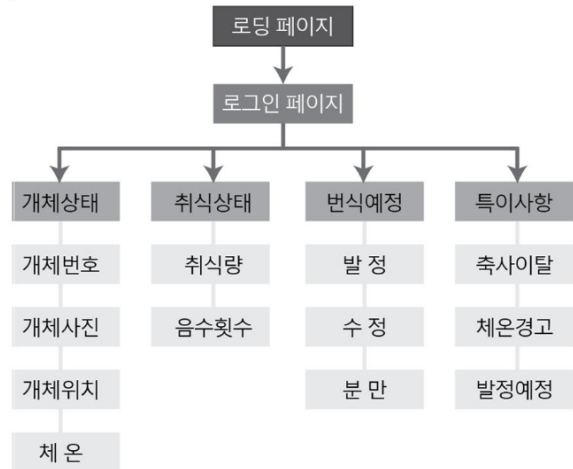 로딩 페이지
로그인 페이지
개체상태 취식상태 번식예정 특이사항
개체번호 취식량 발 정 축사이탈
개체사진 음수횟수 수 정 체온경고
개체위치 분 만 발정예정
체 온